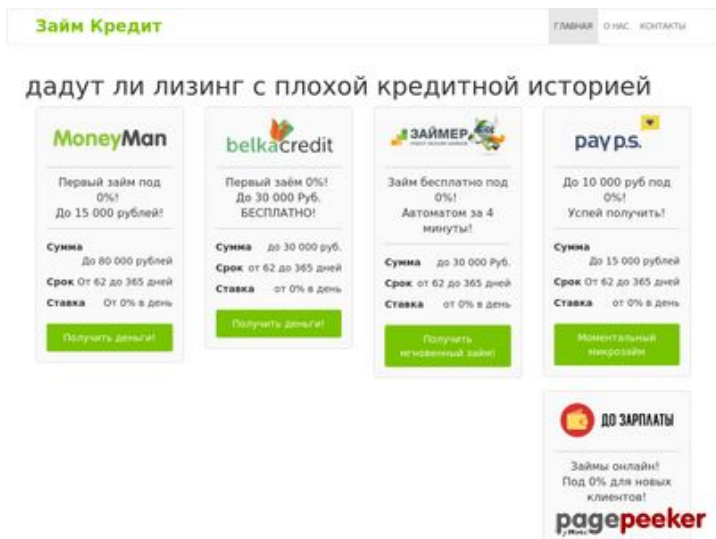 Займ Кредит
ГЛАВНАЯ О НАС. КОНТАКТЫ
дадут ли лизинг с плохой кредитной историей
MoneyMan
Первый займ под
0%!
До 15 000 рублей!
Сумма
До 80 000 рублей
Срок От 62 до 365 дней
Ставка От 0% в день
Получить деньги!
belkacredit
Первый заём 0%!
До 30 000 Руб.
БЕСПЛАТНО!
Сумма до 30 000 руб.
Срок от 62 до 365 дней
Ставка от 0% в день
Получить деньги!
ЗАЙМЕР
Займ бесплатно под
0%!
Автоматом за 4
минуты!
Сумма до 30 000 Руб.
Срок от 62 до 365 дней
Ставка от 0% в день
Получить
мгновенный займ!
pay p.s.
До 10 000 руб под
0%!
Успей получить!
Сумма
До 15 000 рублей
Срок От 62 до 365 дней
Ставка от 0% в день
Моментальный
микрозайм
ДО ЗАРПЛАТЫ
Займы онлайн!
Под 0% для новых
клиентов!
pagepeeker